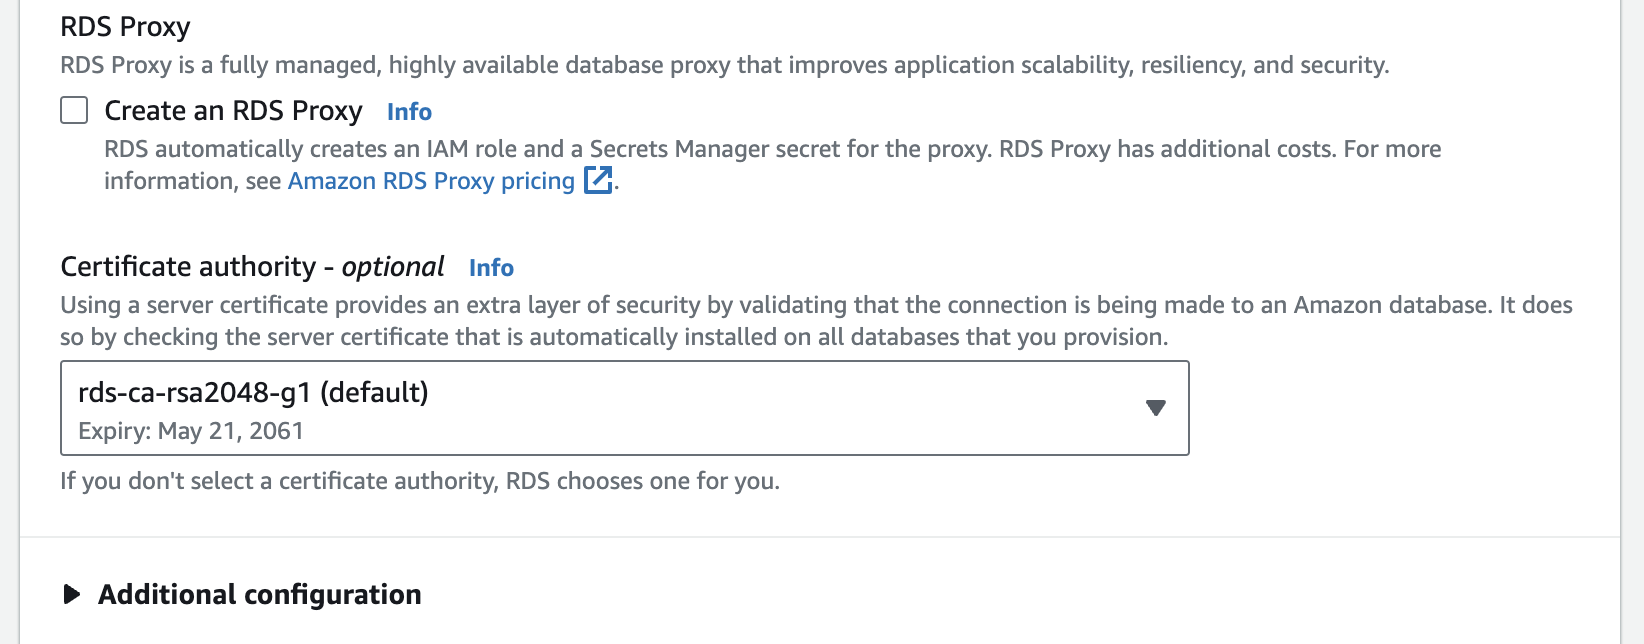 RDS Proxy
RDS Proxy is a fully managed, highly available database proxy that improves application scalability, resiliency, and security.
Create an RDS Proxy Info
RDS automatically creates an IAM role and a Secrets Manager secret for the proxy. RDS Proxy has additional costs. For more
information, see Amazon RDS Proxy pricing.
Certificate authority - optional Info
Using a server certificate provides an extra layer of security by validating that the connection is being made to an Amazon database. It does
so by checking the server certificate that is automatically installed on all databases that you provision.
rds-ca-rsa2048-g1 (default)
Expiry: May 21, 2061
If you don't select a certificate authority, RDS chooses one for you.
Additional configuration